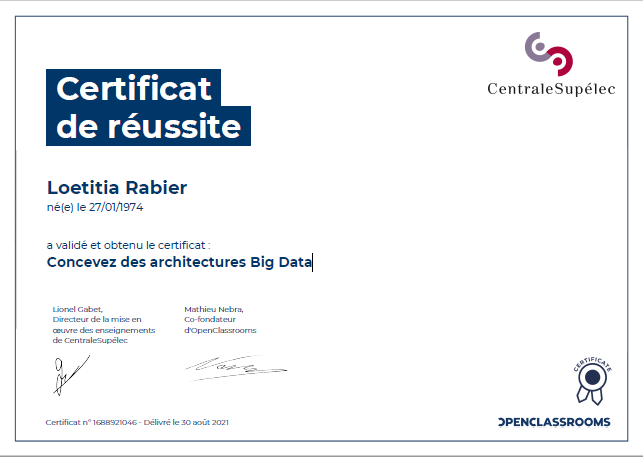 CentraleSupélec
Certificat
de réussite
Loetitia Rabier
né(e) le 27/01/1974
a validé et obtenu le certificat :
Concevez des architectures Big Data
Lionel Gabet,
Directeur de la mise en
œuvre des enseignements
de CentraleSupélec
Mathieu Nebra,
Co-fondateur
d'OpenClassrooms
CERTIFICATE
Certificat n° 1688921046 - Délivré le 30 août 2021
OPENCLASSROOMS